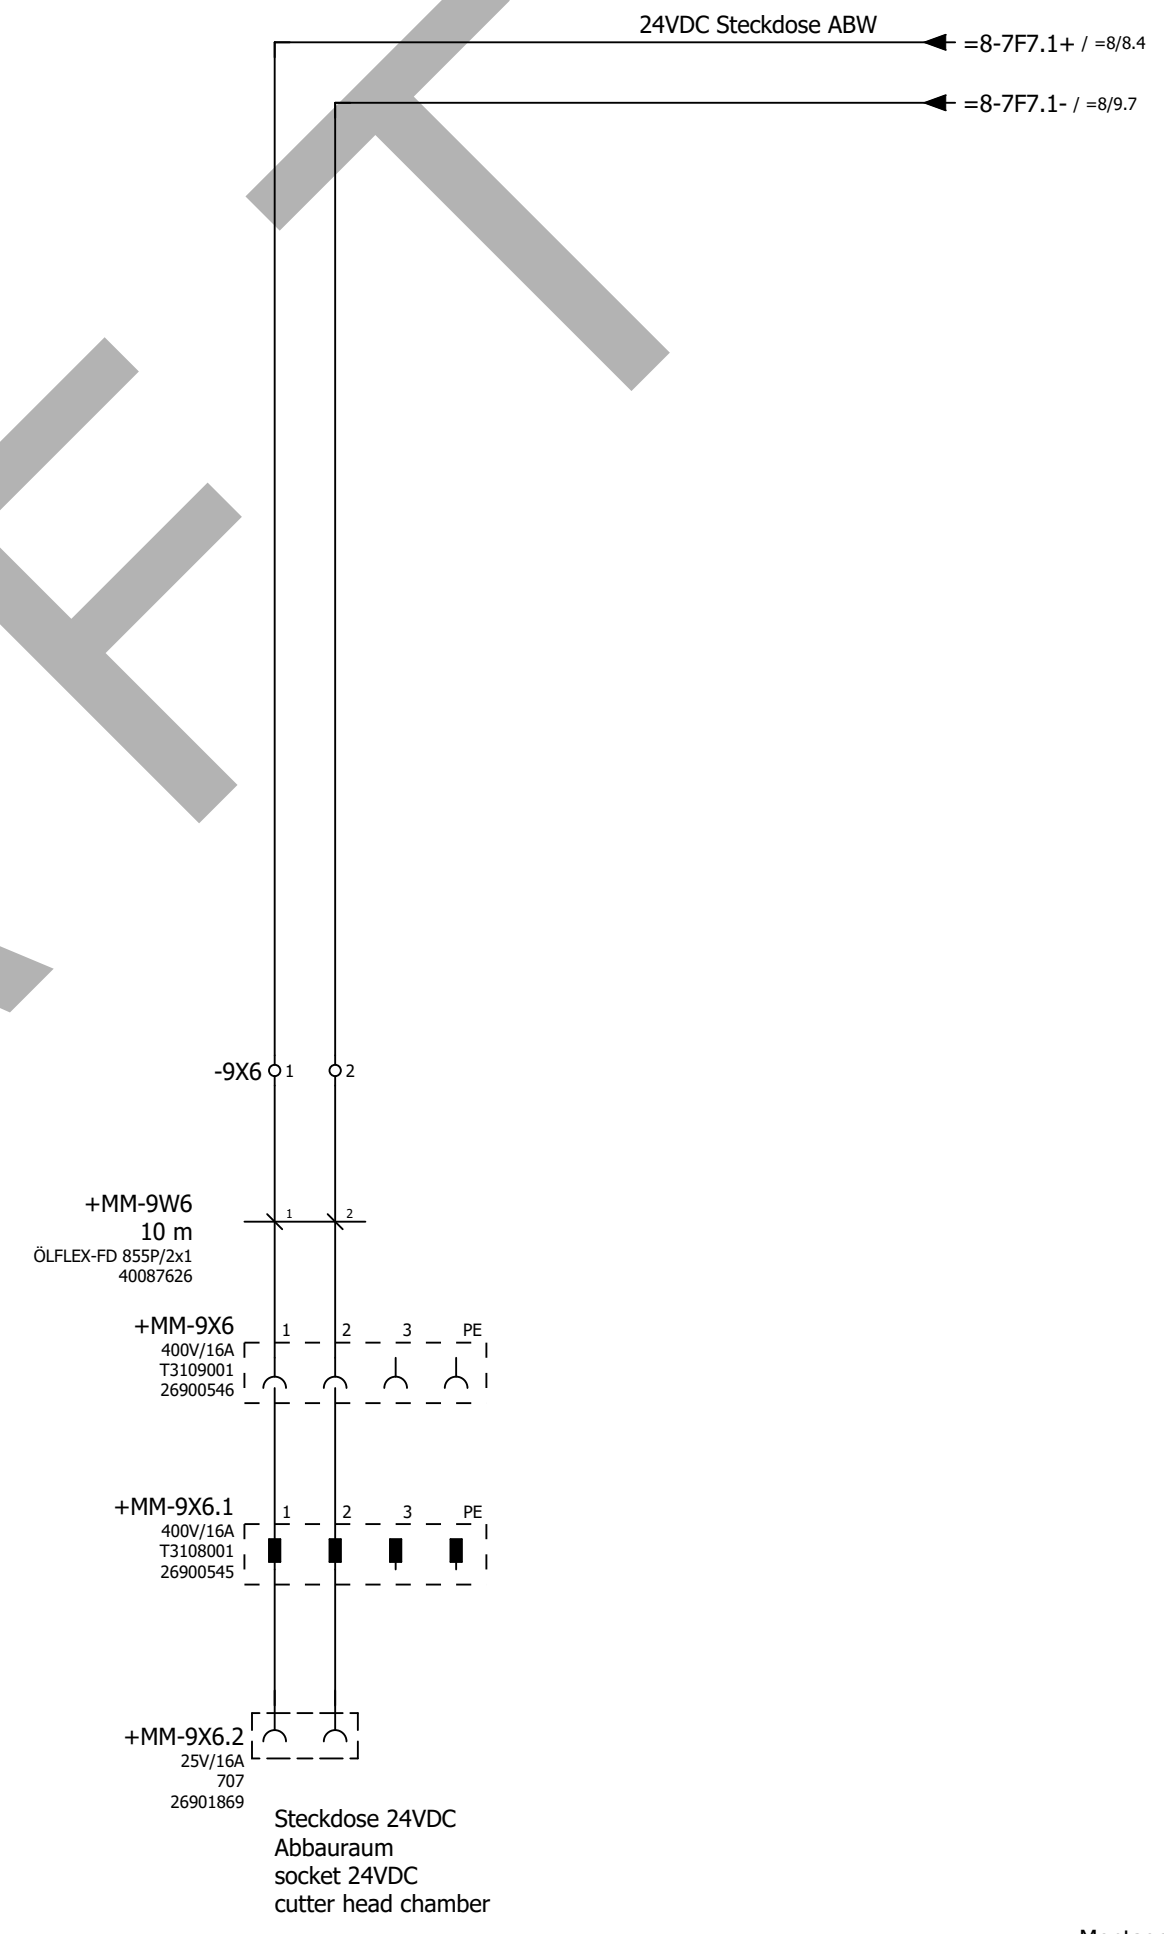 24VDC Steckdose ABW
=8-7F7.1+ / =8/8.4
=8-7F7.1- / =8/9.7
-9X6 1 2
+MM-9W6 1 2
10 m
ÖLFLEX-FD 855P/2x1
40087626
+MM-9X6 1 2 3 PE
400V/16A
T3109001
26900546
+MM-9X6.1 1 2 3 PE
400V/16A
T3108001
26900545
+MM-9X6.2
25V/16A
707
26901869
Steckdose 24VDC
Abbauraum
socket 24VDC
cutter head chamber